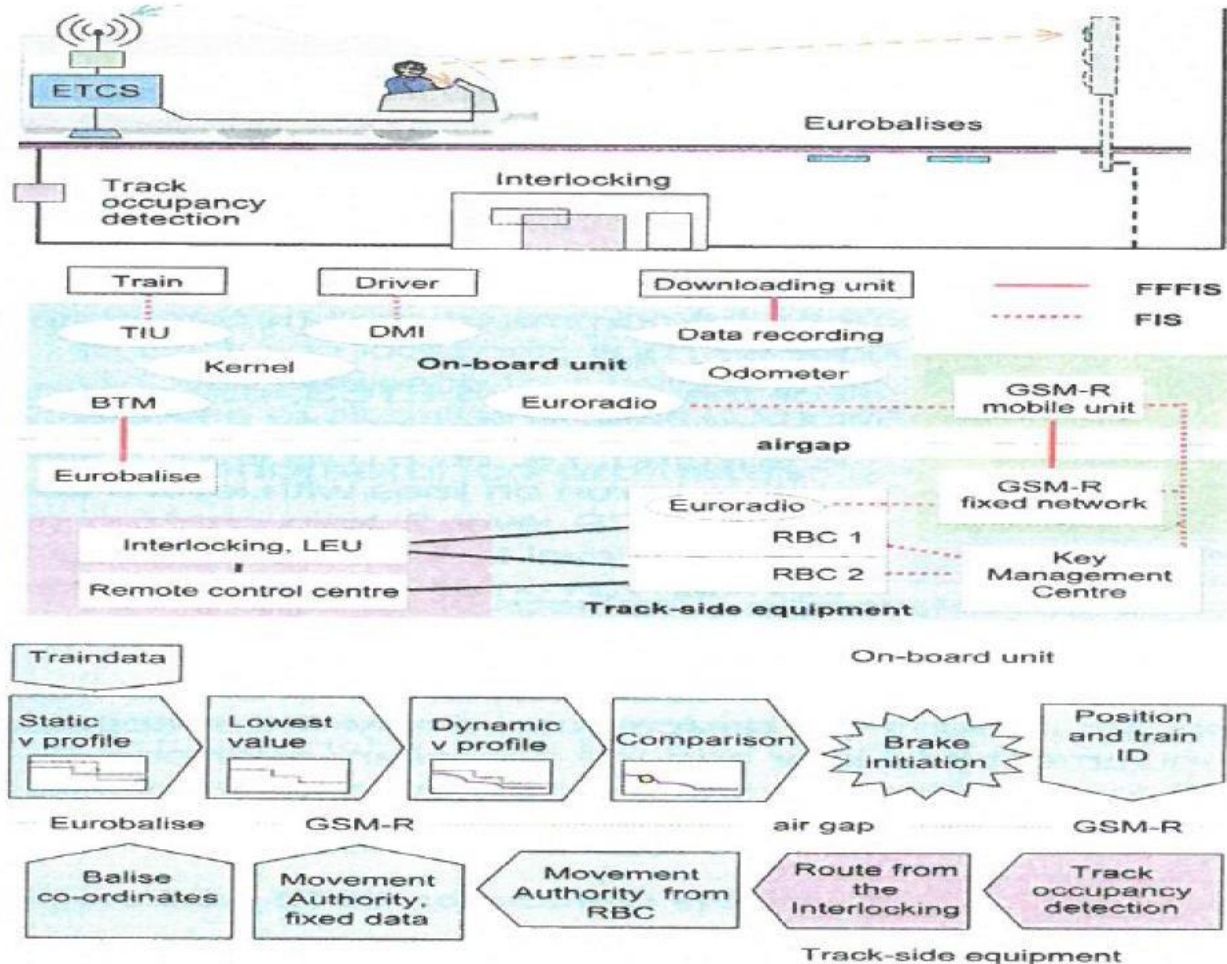 ETCS
Eurobalises
Track
occupancy
detection
Interlocking
Train
Driver
Downloading unit
FFFIS
FIS
TIU
DMI
Data recording
Kernel
On-board unit
Odometer
BTM
Euroradio
GSM-R
mobile unit
airgap
Eurobalise
GSM-R
fixed network
Euroradio
Interlocking, LEU
RBC 1
RBC 2
Key
Management
Centre
Remote control centre
Track-side equipment
Traindata
On-board unit
Static
v profile
Lowest
value
Dynamic
v profile
Comparison
Brake
initiation
Position
and train
ID
Eurobalise
GSM-R
air gap
GSM-R
Balise
co-ordinates
Movement
Authority,
fixed data
Movement
Authority, from
RBC
Route from
the
Interlocking
Track
occupancy
detection
Track-side equipment